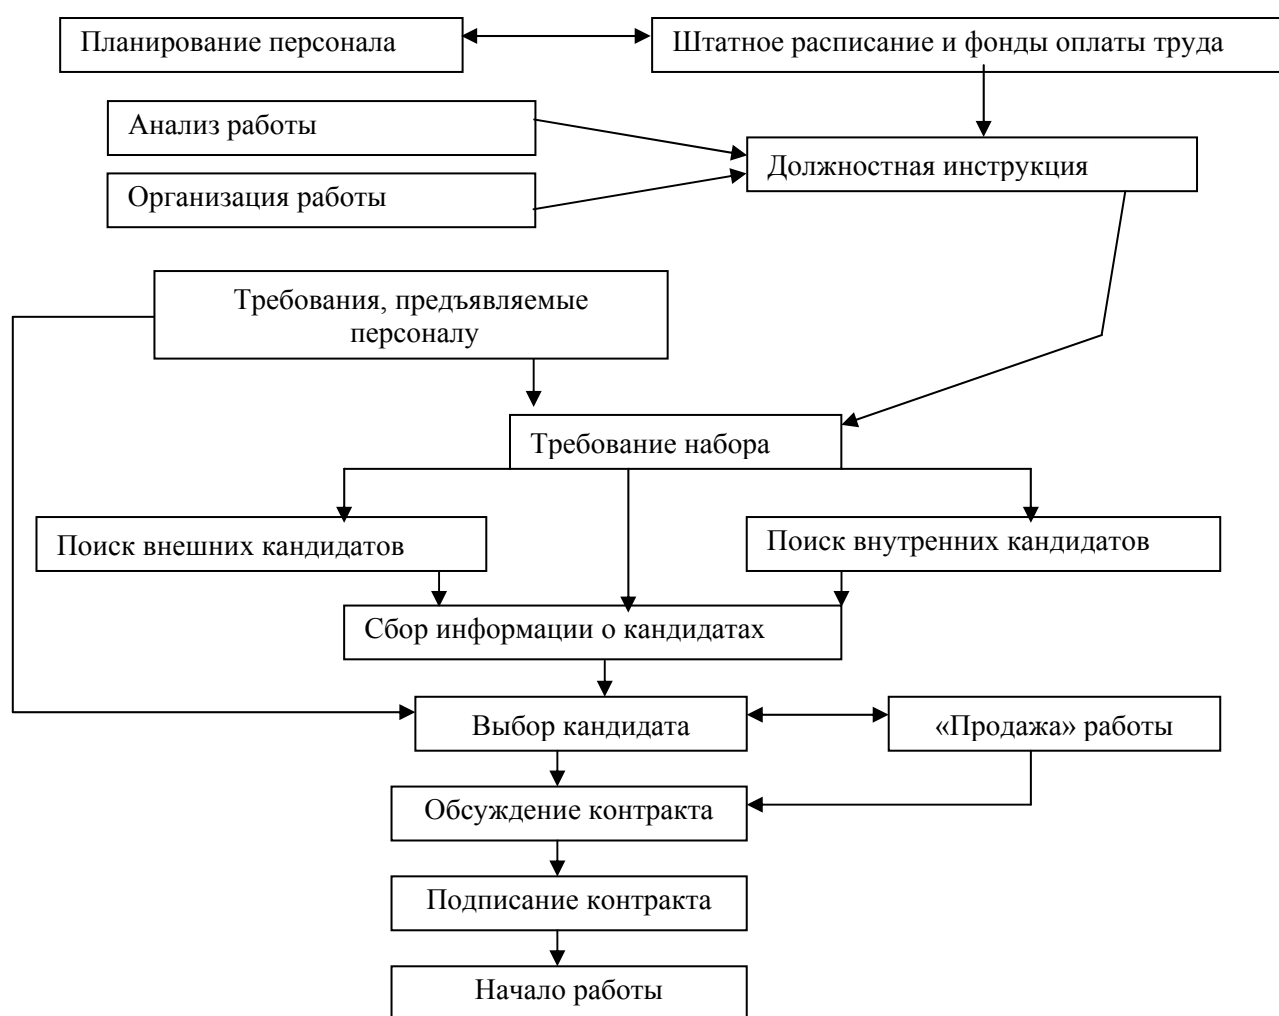 Планирование персонала
Штатное расписание и фонды оплаты труда
Анализ работы
Должностная инструкция
Организация работы
Требования, предъявляемые
персоналу
Требование набора
Поиск внешних кандидатов
Поиск внутренних кандидатов
Сбор информации о кандидатах
Выбор кандидата
«Продажа» работы
Обсуждение контракта
Подписание контракта
Начало работы